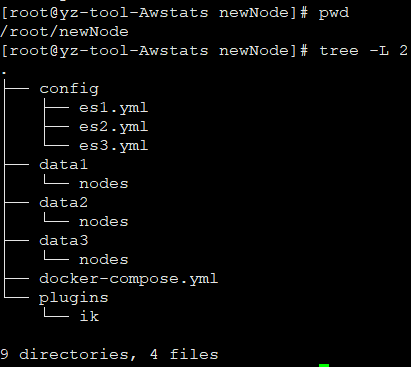 [root@yz-tool-Awstats newNode]# pwd
/root/newNode
[root@yz-tool-Awstats newNode]# tree -L 2
.
├── config
│   ├── es1.yml
│   ├── es2.yml
│   └── es3.yml
├── data1
│   └── nodes
├── data2
│   └── nodes
├── data3
│   └── nodes
├── docker-compose.yml
└── plugins
    └── ik

9 directories, 4 files